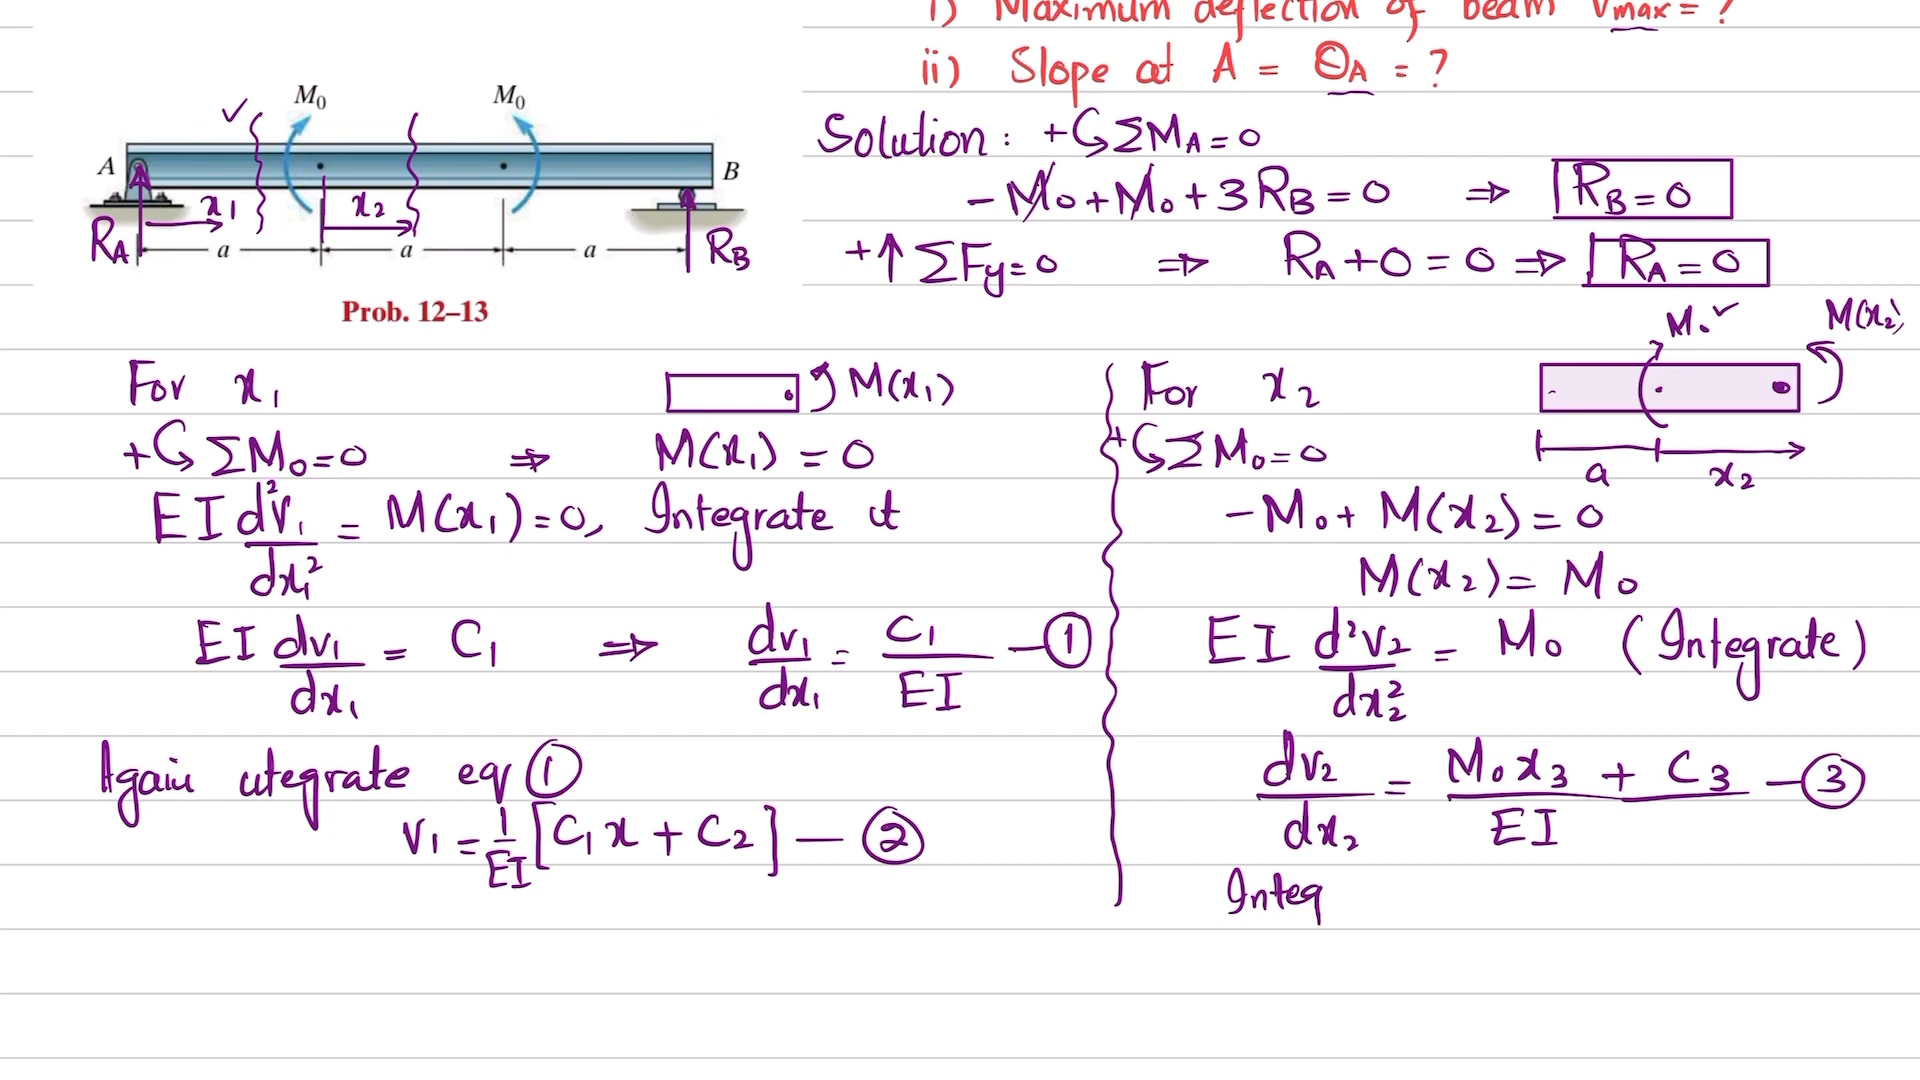 i) Maximum deflection of beam Vmax = ?
ii) Slope at A = ΘA = ?
M0 M0
A B
x1 x2
RA a a a RB
Prob. 12–13
Solution: +↺ ΣMA = 0
- M0 + M0 + 3RB = 0 ⇒ RB = 0
+↑ ΣFy = 0 ⇒ RA + 0 = 0 ⇒ RA = 0
For x1
M(x1)
+↺ ΣM0 = 0 ⇒ M(x1) = 0
EI d²v1/dx1² = M(x1) = 0, Integrate it
EI dv1/dx1 = C1 ⇒ dv1/dx1 = C1/EI — ①
Again itegrate eq ①
V1 = 1/EI [C1x + C2] — ②
For x2
M0 M(x2)
a x2
+↺ ΣM0 = 0
- M0 + M(x2) = 0
M(x2) = M0
EI d²v2/dx2² = M0 (Integrate)
dv2/dx2 = M0x3 + C3/EI — ③
Integ